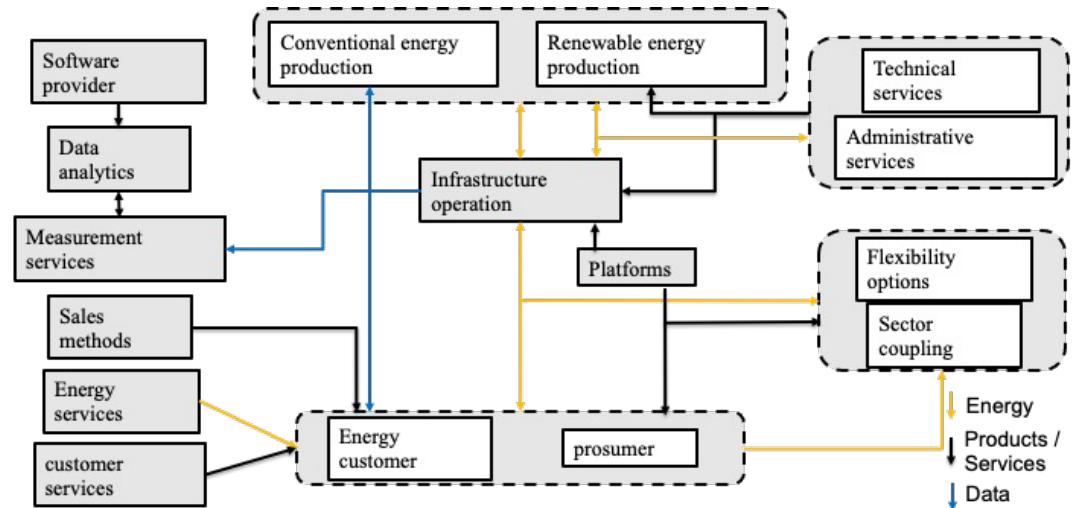 Conventional energy
production
Renewable energy
production
Software
provider
Technical
services
Administrative
services
Data
analytics
Infrastructure
operation
Measurement
services
Platforms
Flexibility
options
Sector
coupling
Sales
methods
Energy
services
customer
services
Energy
customer
prosumer
Energy
Products /
Services
Data